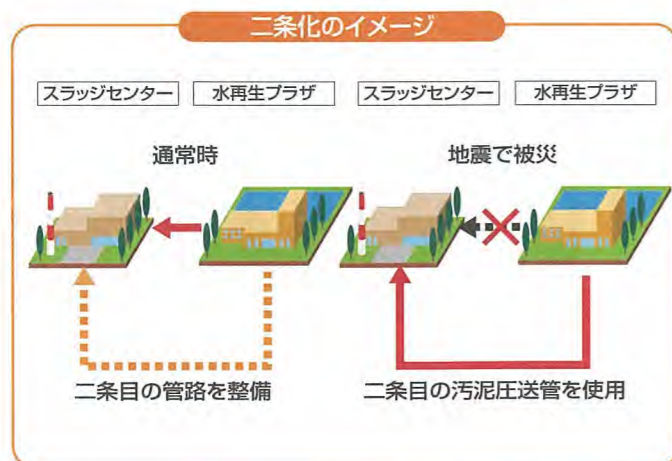 二条化のイメージ
スラッジセンター
水再生プラザ
スラッジセンター
水再生プラザ
通常時
地震で被災
二条目の管路を整備
二条目の汚泥圧送管を使用